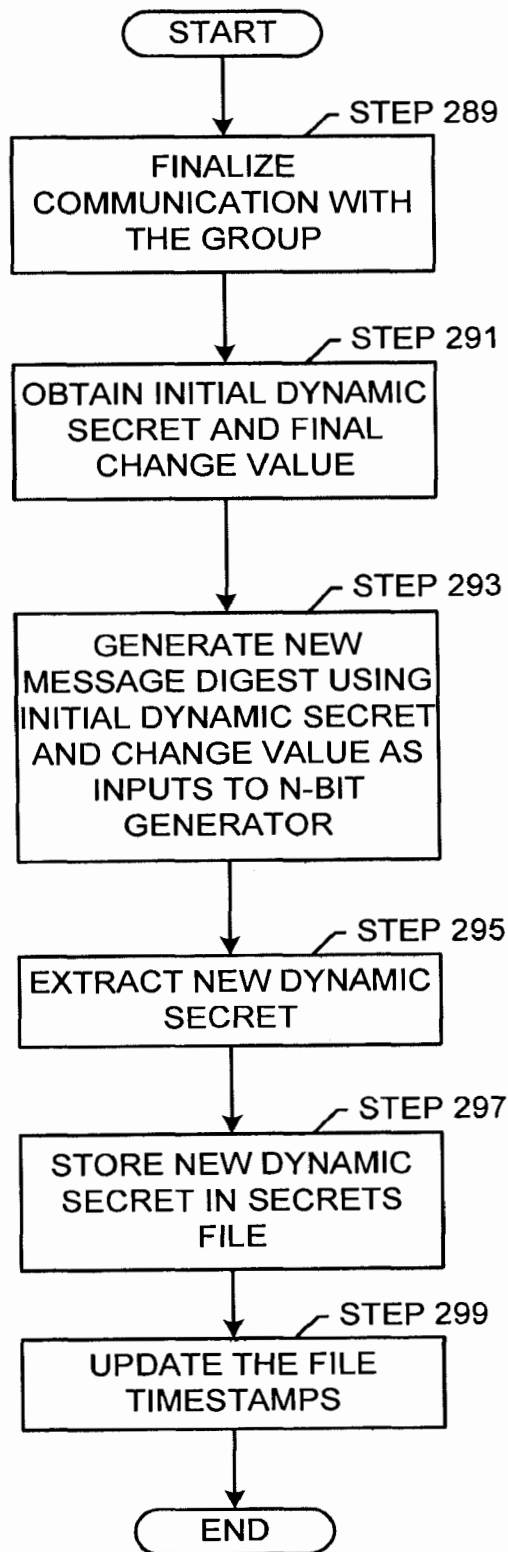 START
STEP 289
FINALIZE
COMMUNICATION WITH
THE GROUP
STEP 291
OBTAIN INITIAL DYNAMIC
SECRET AND FINAL
CHANGE VALUE
STEP 293
GENERATE NEW
MESSAGE DIGEST USING
INITIAL DYNAMIC SECRET
AND CHANGE VALUE AS
INPUTS TO N-BIT
GENERATOR
STEP 295
EXTRACT NEW DYNAMIC
SECRET
STEP 297
STORE NEW DYNAMIC
SECRET IN SECRETS
FILE
STEP 299
UPDATE THE FILE
TIMESTAMPS
END